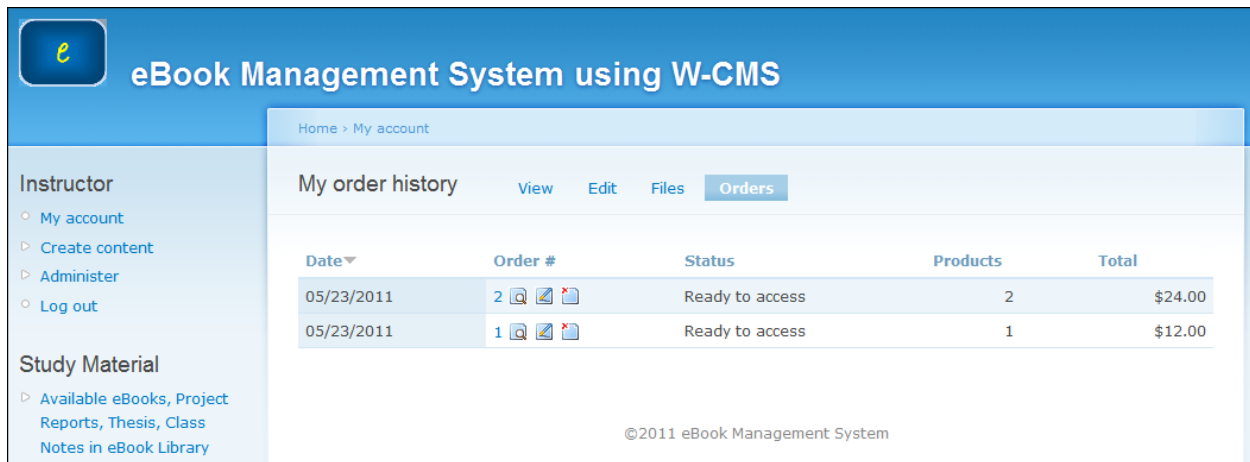 e
eBook Management System using W-CMS
Home › My account
Instructor
My account
Create content
Administer
Log out
Study Material
Available eBooks, Project
Reports, Thesis, Class
Notes in eBook Library
My order history View Edit Files Orders
Date Order # Status Products Total
05/23/2011 2 Ready to access 2 $24.00
05/23/2011 1 Ready to access 1 $12.00
©2011 eBook Management System